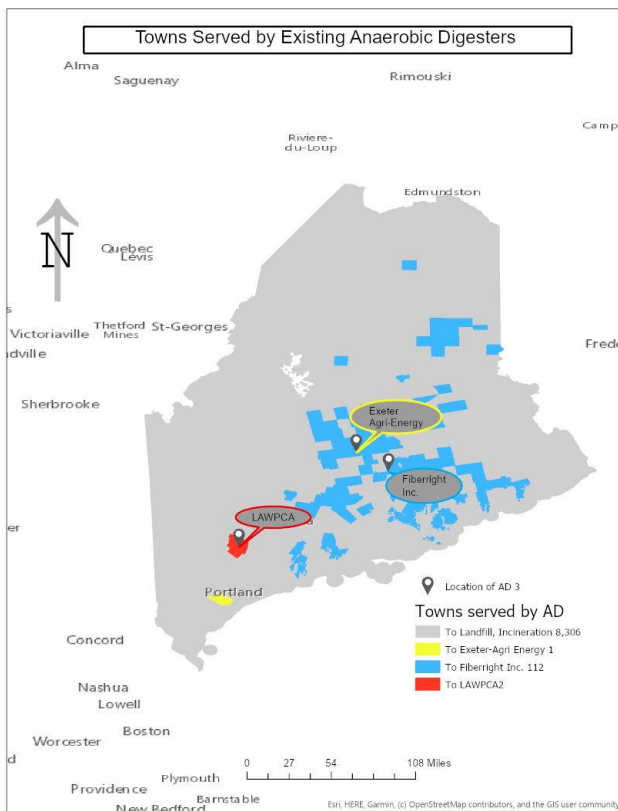 Towns Served by Existing Anaerobic Digesters
Alma
Saguenay
Rimouski
Camp
Riviere-
du-Loup
Edmundston
N
Quebec
Levis
s
Victoriaville
Thetford
Mines
St-Georges
dville
Frede
Sherbrooke
Exeter
Agri-Energy
Fiberright
Inc.
LAWPCA
er
Portland
Location of AD 3
Towns served by AD
To Landfill, Incineration 8,306
To Exeter-Agri Energy 1
To Fiberright Inc. 112
To LAWPCA2
Concord
Nashua
Lowell
Boston
Worcester
d
Plymouth
Providence
Barnstable
New Bedford
0 27 54 108 Miles
Esri, HERE, Garmin, (c) OpenStreetMap contributors, and the GIS user community